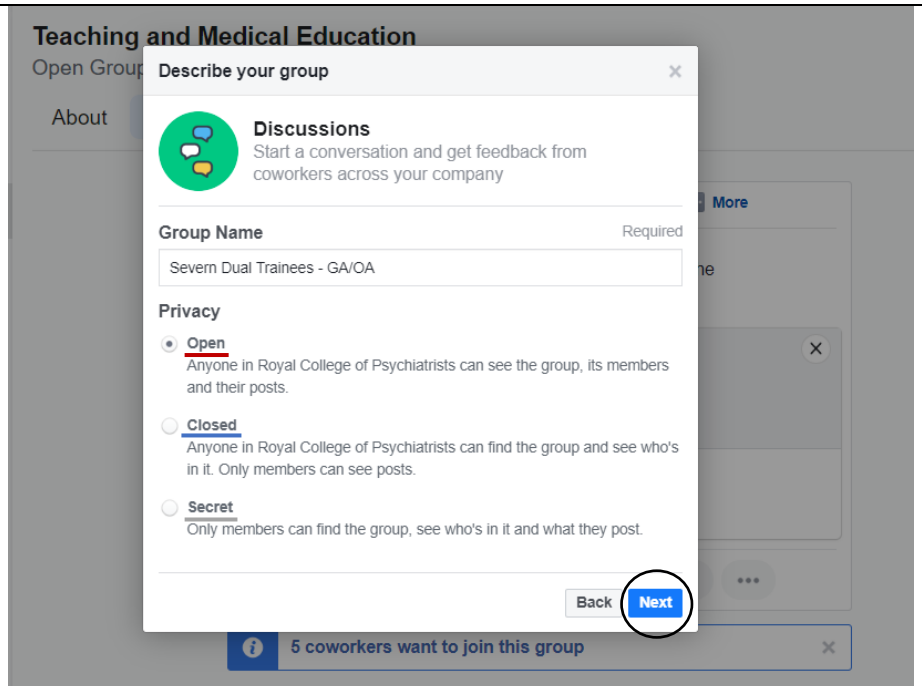 Teaching and Medical Education
Open Group
Describe your group
About
Discussions
Start a conversation and get feedback from
coworkers across your company
More
Group Name
Required
Severn Dual Trainees - GA/OA
Privacy
Open
Anyone in Royal College of Psychiatrists can see the group, its members
and their posts.
Closed
Anyone in Royal College of Psychiatrists can find the group and see who's
in it. Only members can see posts.
Secret
Only members can find the group, see who's in it and what they post.
Back
Next
5 coworkers want to join this group